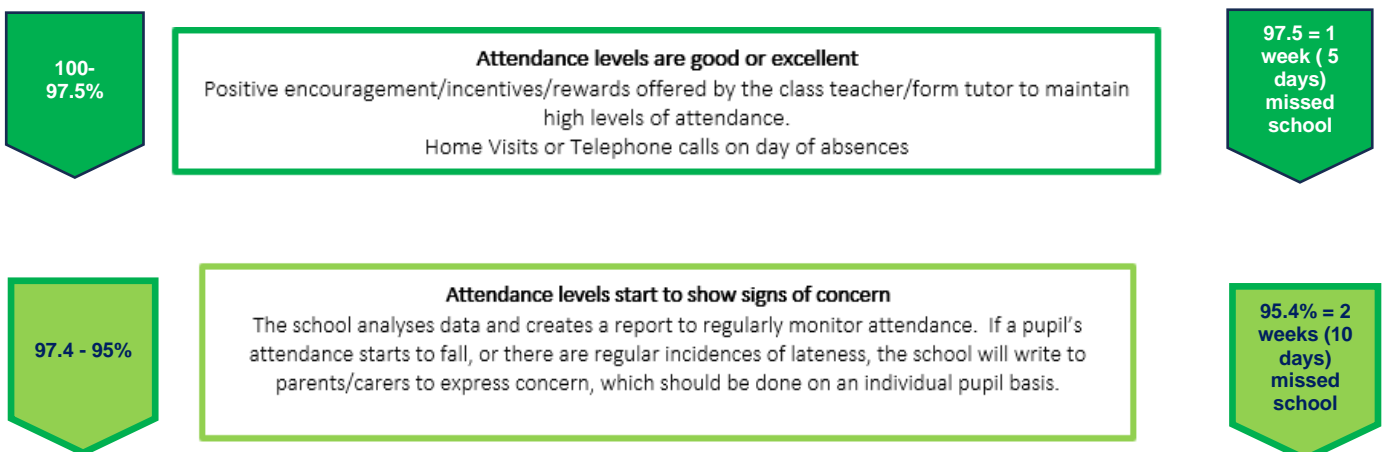 100-
97.5%
Attendance levels are good or excellent
Positive encouragement/incentives/rewards offered by the class teacher/form tutor to maintain
high levels of attendance.
Home Visits or Telephone calls on day of absences
97.5 = 1
week ( 5
days)
missed
school
97.4 - 95%
Attendance levels start to show signs of concern
The school analyses data and creates a report to regularly monitor attendance.  If a pupil's
attendance starts to fall, or there are regular incidences of lateness, the school will write to
parents/carers to express concern, which should be done on an individual pupil basis.
95.4% = 2
weeks (10
days)
missed
school